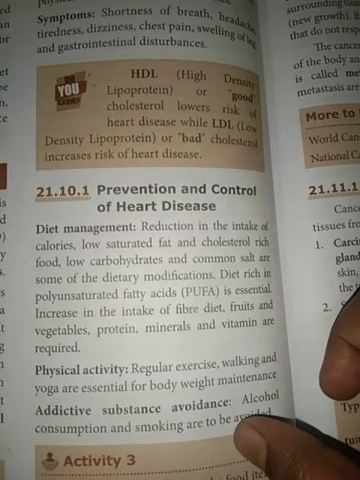 Symptoms: Shortness of breath, headache,
tiredness, dizziness, chest pain, swelling of leg
and gastrointestinal disturbances.
DID
YOU
KNOW?
HDL (High Density
Lipoprotein) or "good"
cholesterol lowers risk of
heart disease while LDL (Low
Density Lipoprotein) or "bad" cholesterol
increases risk of heart disease.
21.10.1 Prevention and Control
of Heart Disease
Diet management: Reduction in the intake of
calories, low saturated fat and cholesterol rich
food, low carbohydrates and common salt are
some of the dietary modifications. Diet rich in
polyunsaturated fatty acids (PUFA) is essential.
Increase in the intake of fibre diet, fruits and
vegetables, protein, minerals and vitamin are
required.
Physical activity: Regular exercise, walking and
yoga are essential for body weight maintenance
Addictive substance avoidance: Alcohol
consumption and smoking are to be avoided.
Activity 3
food
surrounding
(new growth).
that do not
The cancer
of the body an
is called
metastasis are
More to
World Can
National C
21.11.1
Cance
tissues fro
1. Carci
gland
skin,
the
2.
Typ